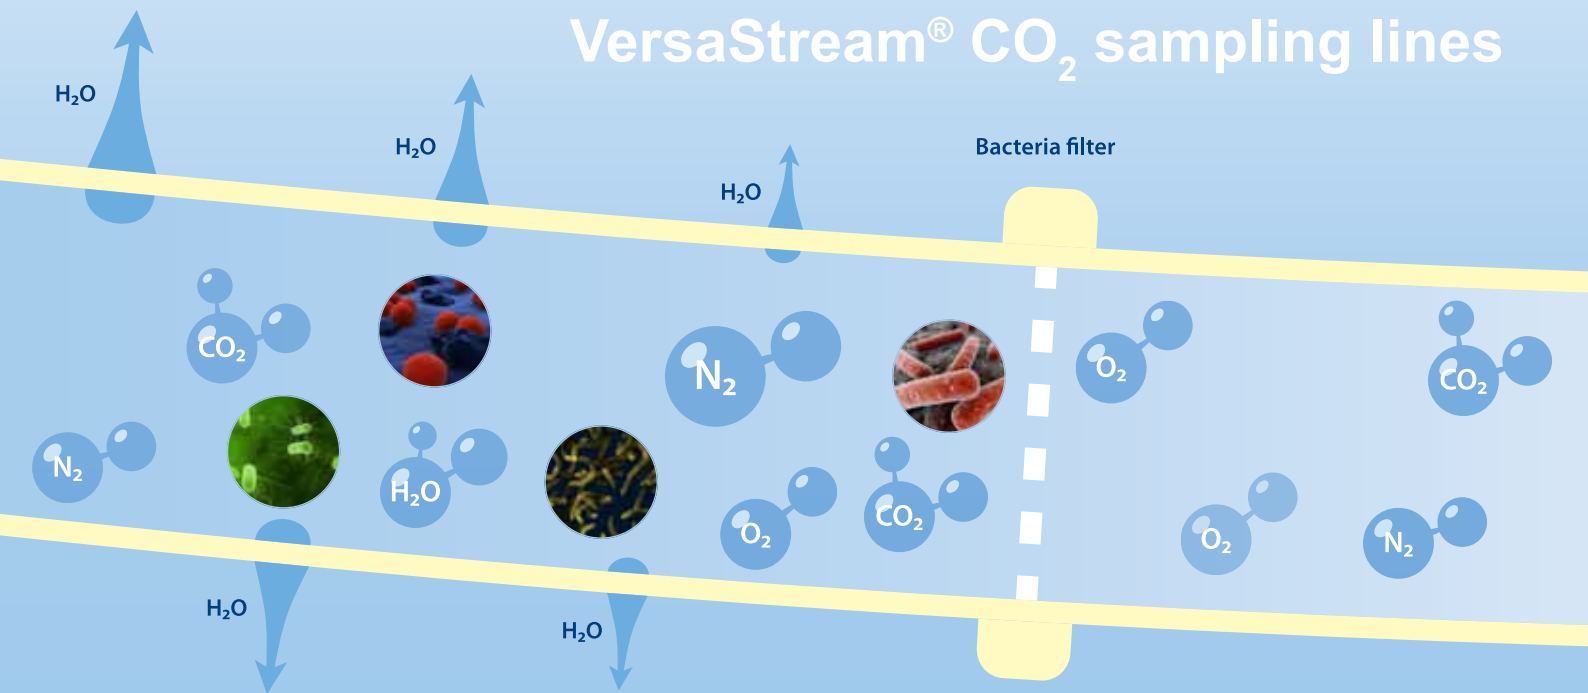 VersaStream® CO₂ sampling lines
H₂O
H₂O
Bacteria filter
H₂O
CO₂
O₂
N₂
CO₂
N₂
H₂O
CO₂
O₂
O₂
N₂
H₂O
H₂O